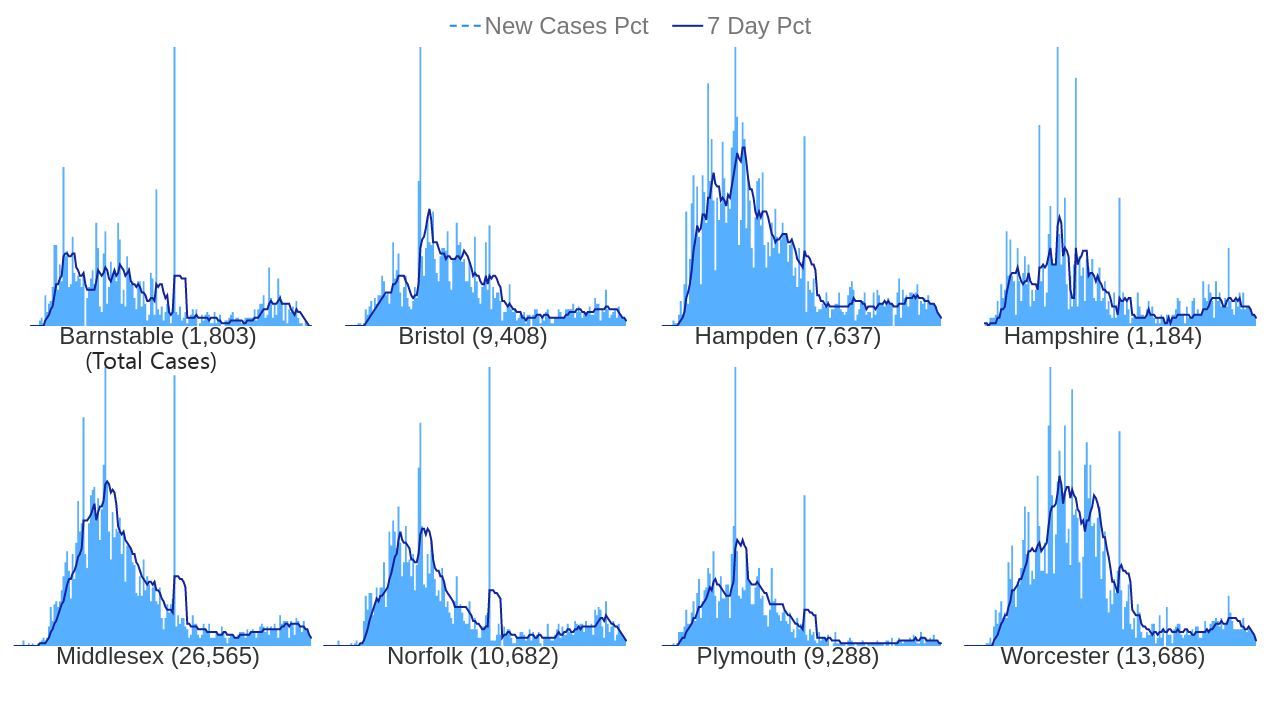 New Cases Pct 7 Day Pct
Barnstable (1,803)
(Total Cases)
Bristol (9,408)
Hampden (7,637)
Hampshire (1,184)
Middlesex (26,565)
Norfolk (10,682)
Plymouth (9,288)
Worcester (13,686)